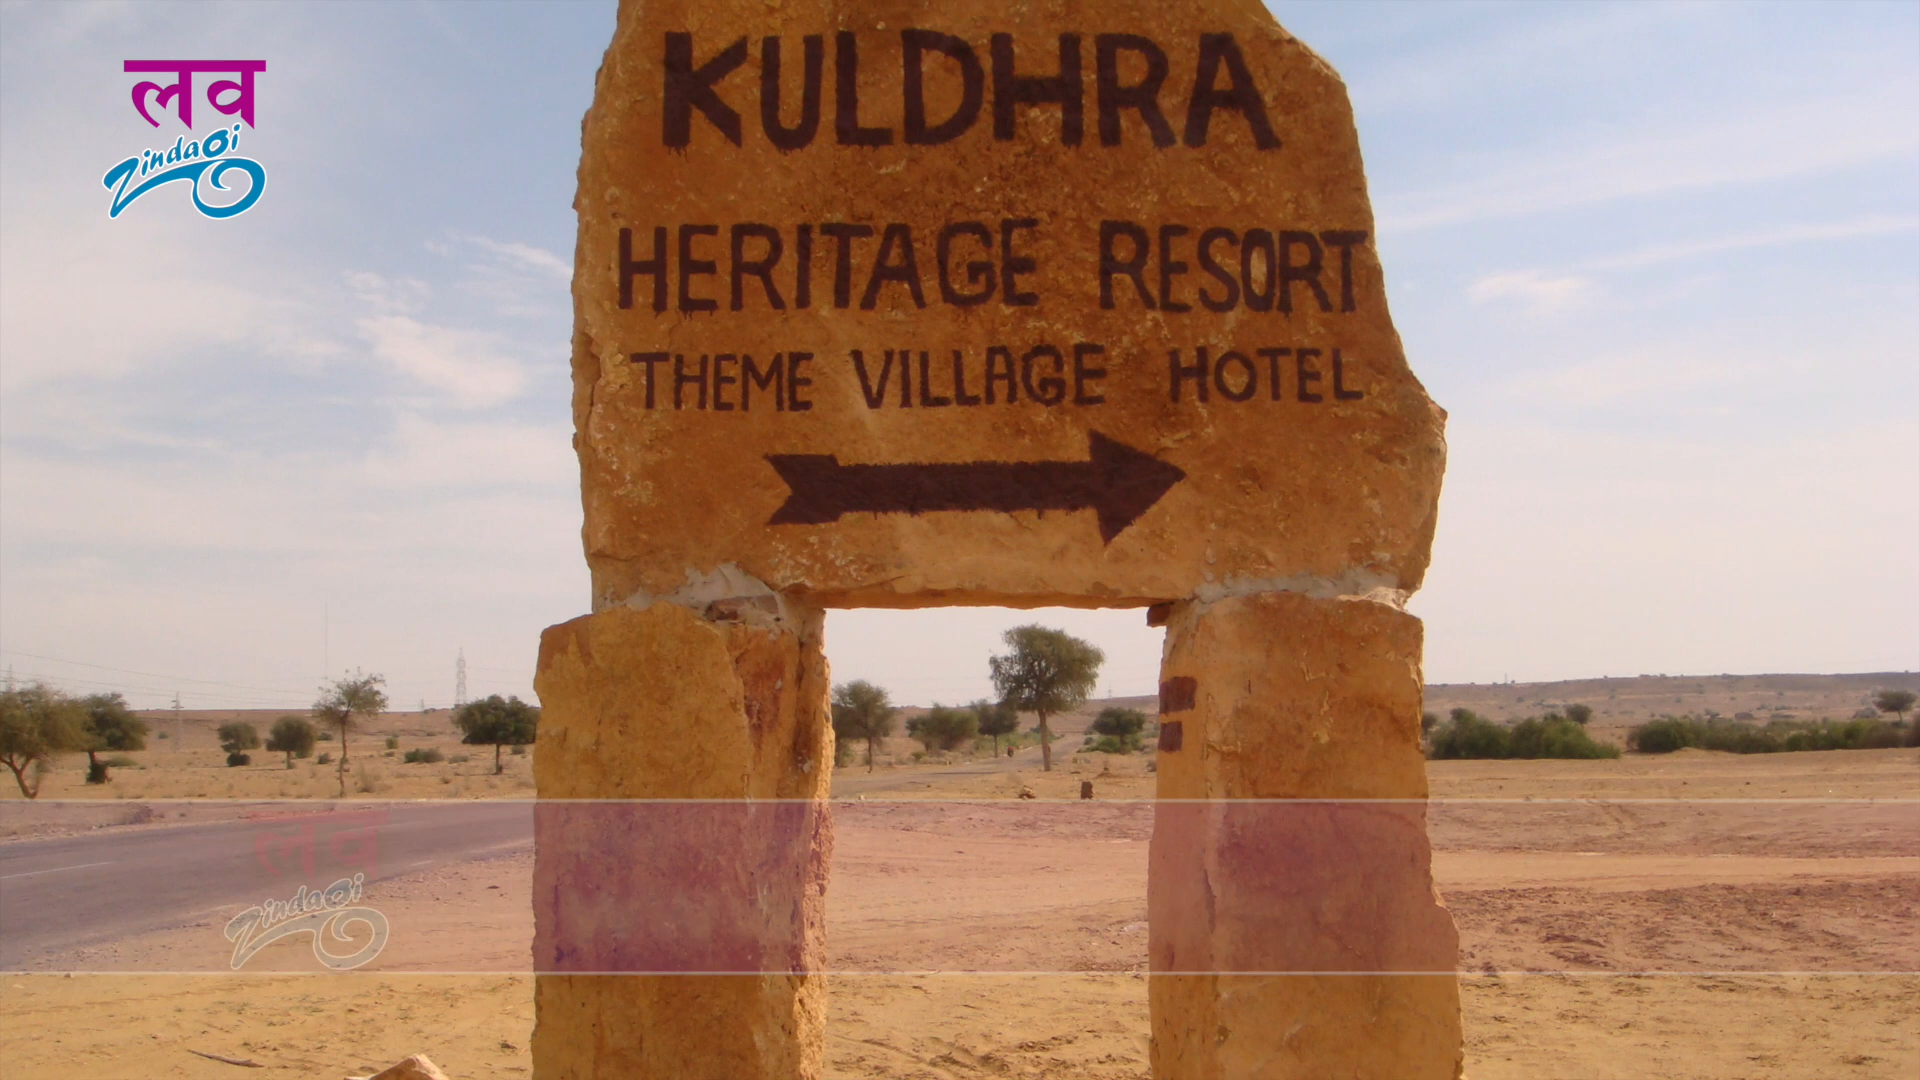 लव
Zindagi
KULDHRA
HERITAGE RESORT
THEME VILLAGE HOTEL
लव
Zindagi